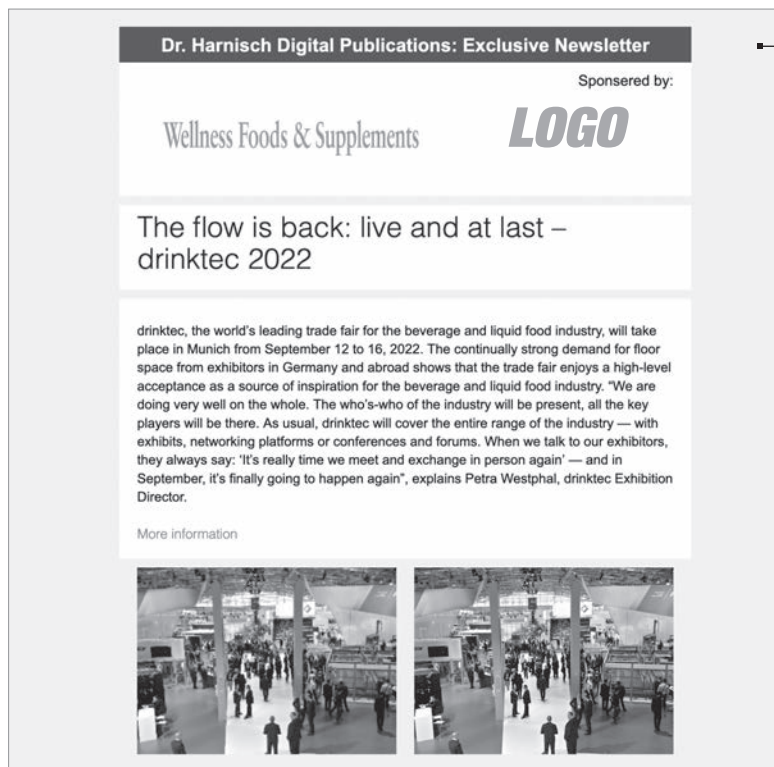 Dr. Harnisch Digital Publications: Exclusive Newsletter
Sponsered by:
Wellness Foods & Supplements
LOGO
The flow is back: live and at last –
drinktec 2022
drinktec, the world's leading trade fair for the beverage and liquid food industry, will take
place in Munich from September 12 to 16, 2022. The continually strong demand for floor
space from exhibitors in Germany and abroad shows that the trade fair enjoys a high-level
acceptance as a source of inspiration for the beverage and liquid food industry. “We are
doing very well on the whole. The who's-who of the industry will be present, all the key
players will be there. As usual, drinktec will cover the entire range of the industry — with
exhibits, networking platforms or conferences and forums. When we talk to our exhibitors,
they always say: ‘It's really time we meet and exchange in person again’ — and in
September, it's finally going to happen again”, explains Petra Westphal, drinktec Exhibition
Director.
More information